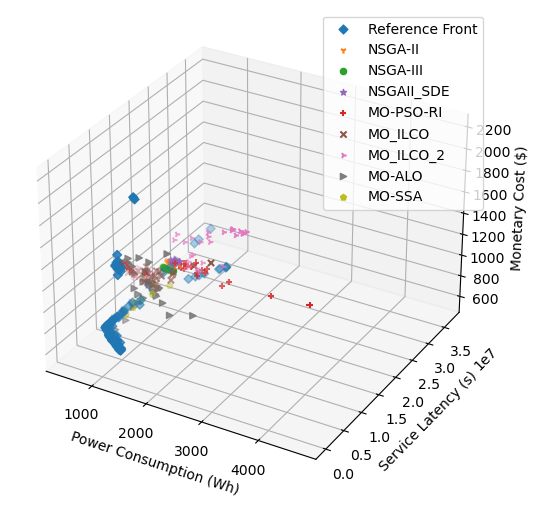 Reference Front
NSGA-II
NSGA-III
NSGAII_SDE
MO-PSO-RI
MO_ILCO
MO_ILCO_2
MO-ALO
MO-SSA
2200
2000
1800
1600
1400
1200
1000
800
600
Monetary Cost ($)
1000
2000
3000
4000
Power Consumption (Wh)
0.0
0.5
1.0
1.5
2.0
2.5
3.0
3.5
Service Latency (s) 1e7